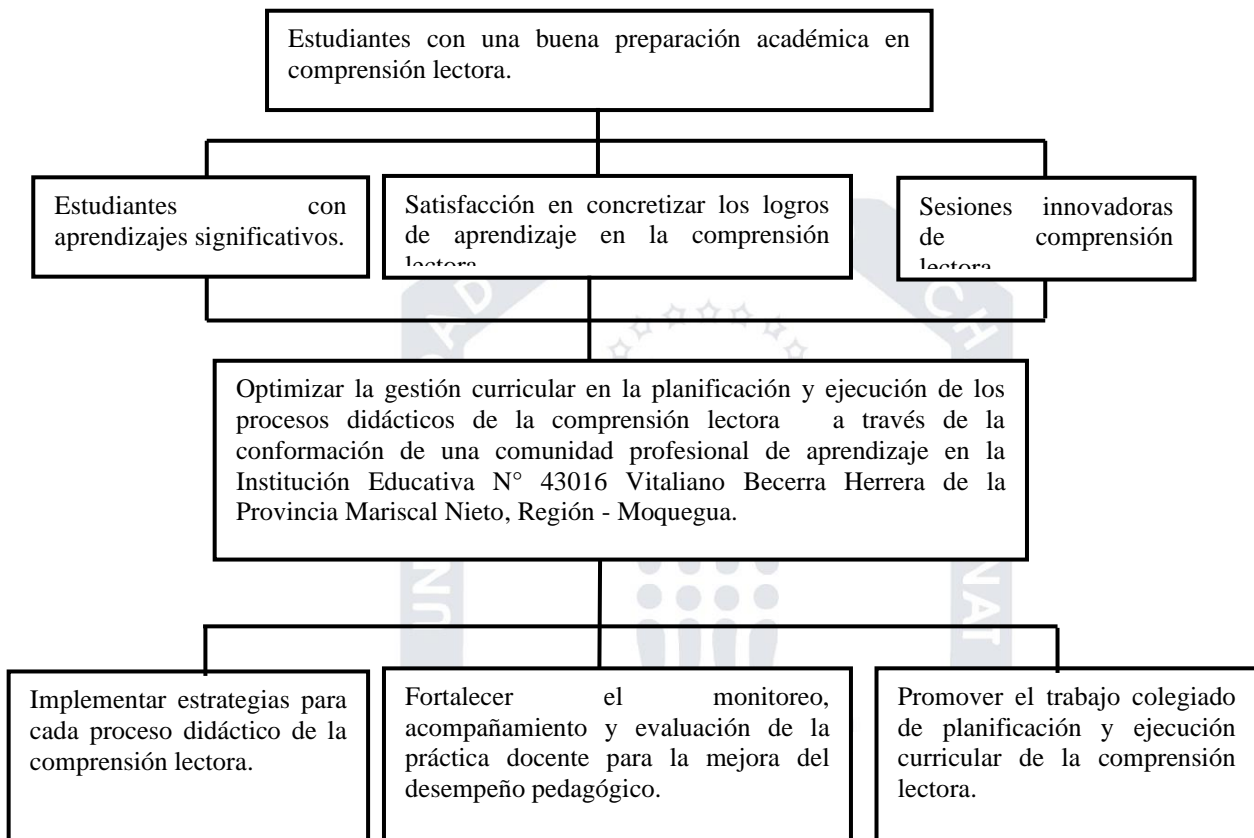 Estudiantes con una buena preparación académica en
comprensión lectora.
Estudiantes con
aprendizajes significativos.
Satisfacción en concretizar los logros
de aprendizaje en la comprensión
lectora
Sesiones innovadoras
de comprensión
lectora
Optimizar la gestión curricular en la planificación y ejecución de los
procesos didácticos de la comprensión lectora a través de la
conformación de una comunidad profesional de aprendizaje en la
Institución Educativa N° 43016 Vitaliano Becerra Herrera de la
Provincia Mariscal Nieto, Región - Moquegua.
Implementar estrategias para
cada proceso didáctico de la
comprensión lectora.
Fortalecer el monitoreo,
acompañamiento y evaluación de la
práctica docente para la mejora del
desempeño pedagógico.
Promover el trabajo colegiado
de planificación y ejecución
curricular de la comprensión
lectora.